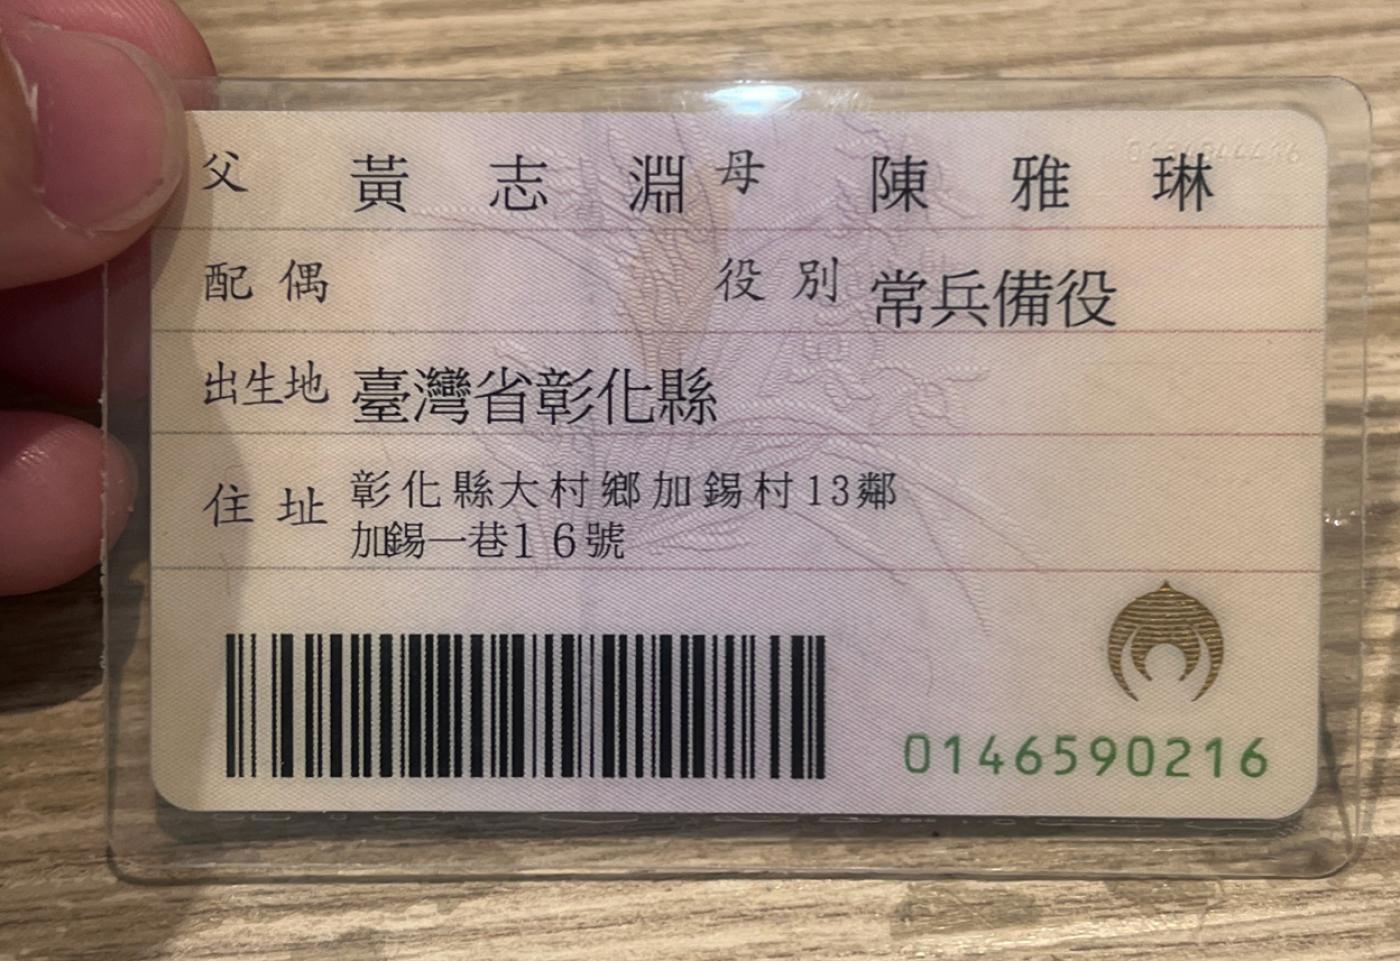 父 黃志淵 母 陳雅琳
配偶 役別 常兵備役
出生地 臺灣省彰化縣
住址 彰化縣大村鄉加錫村13鄰
加錫一巷16號
0146590216